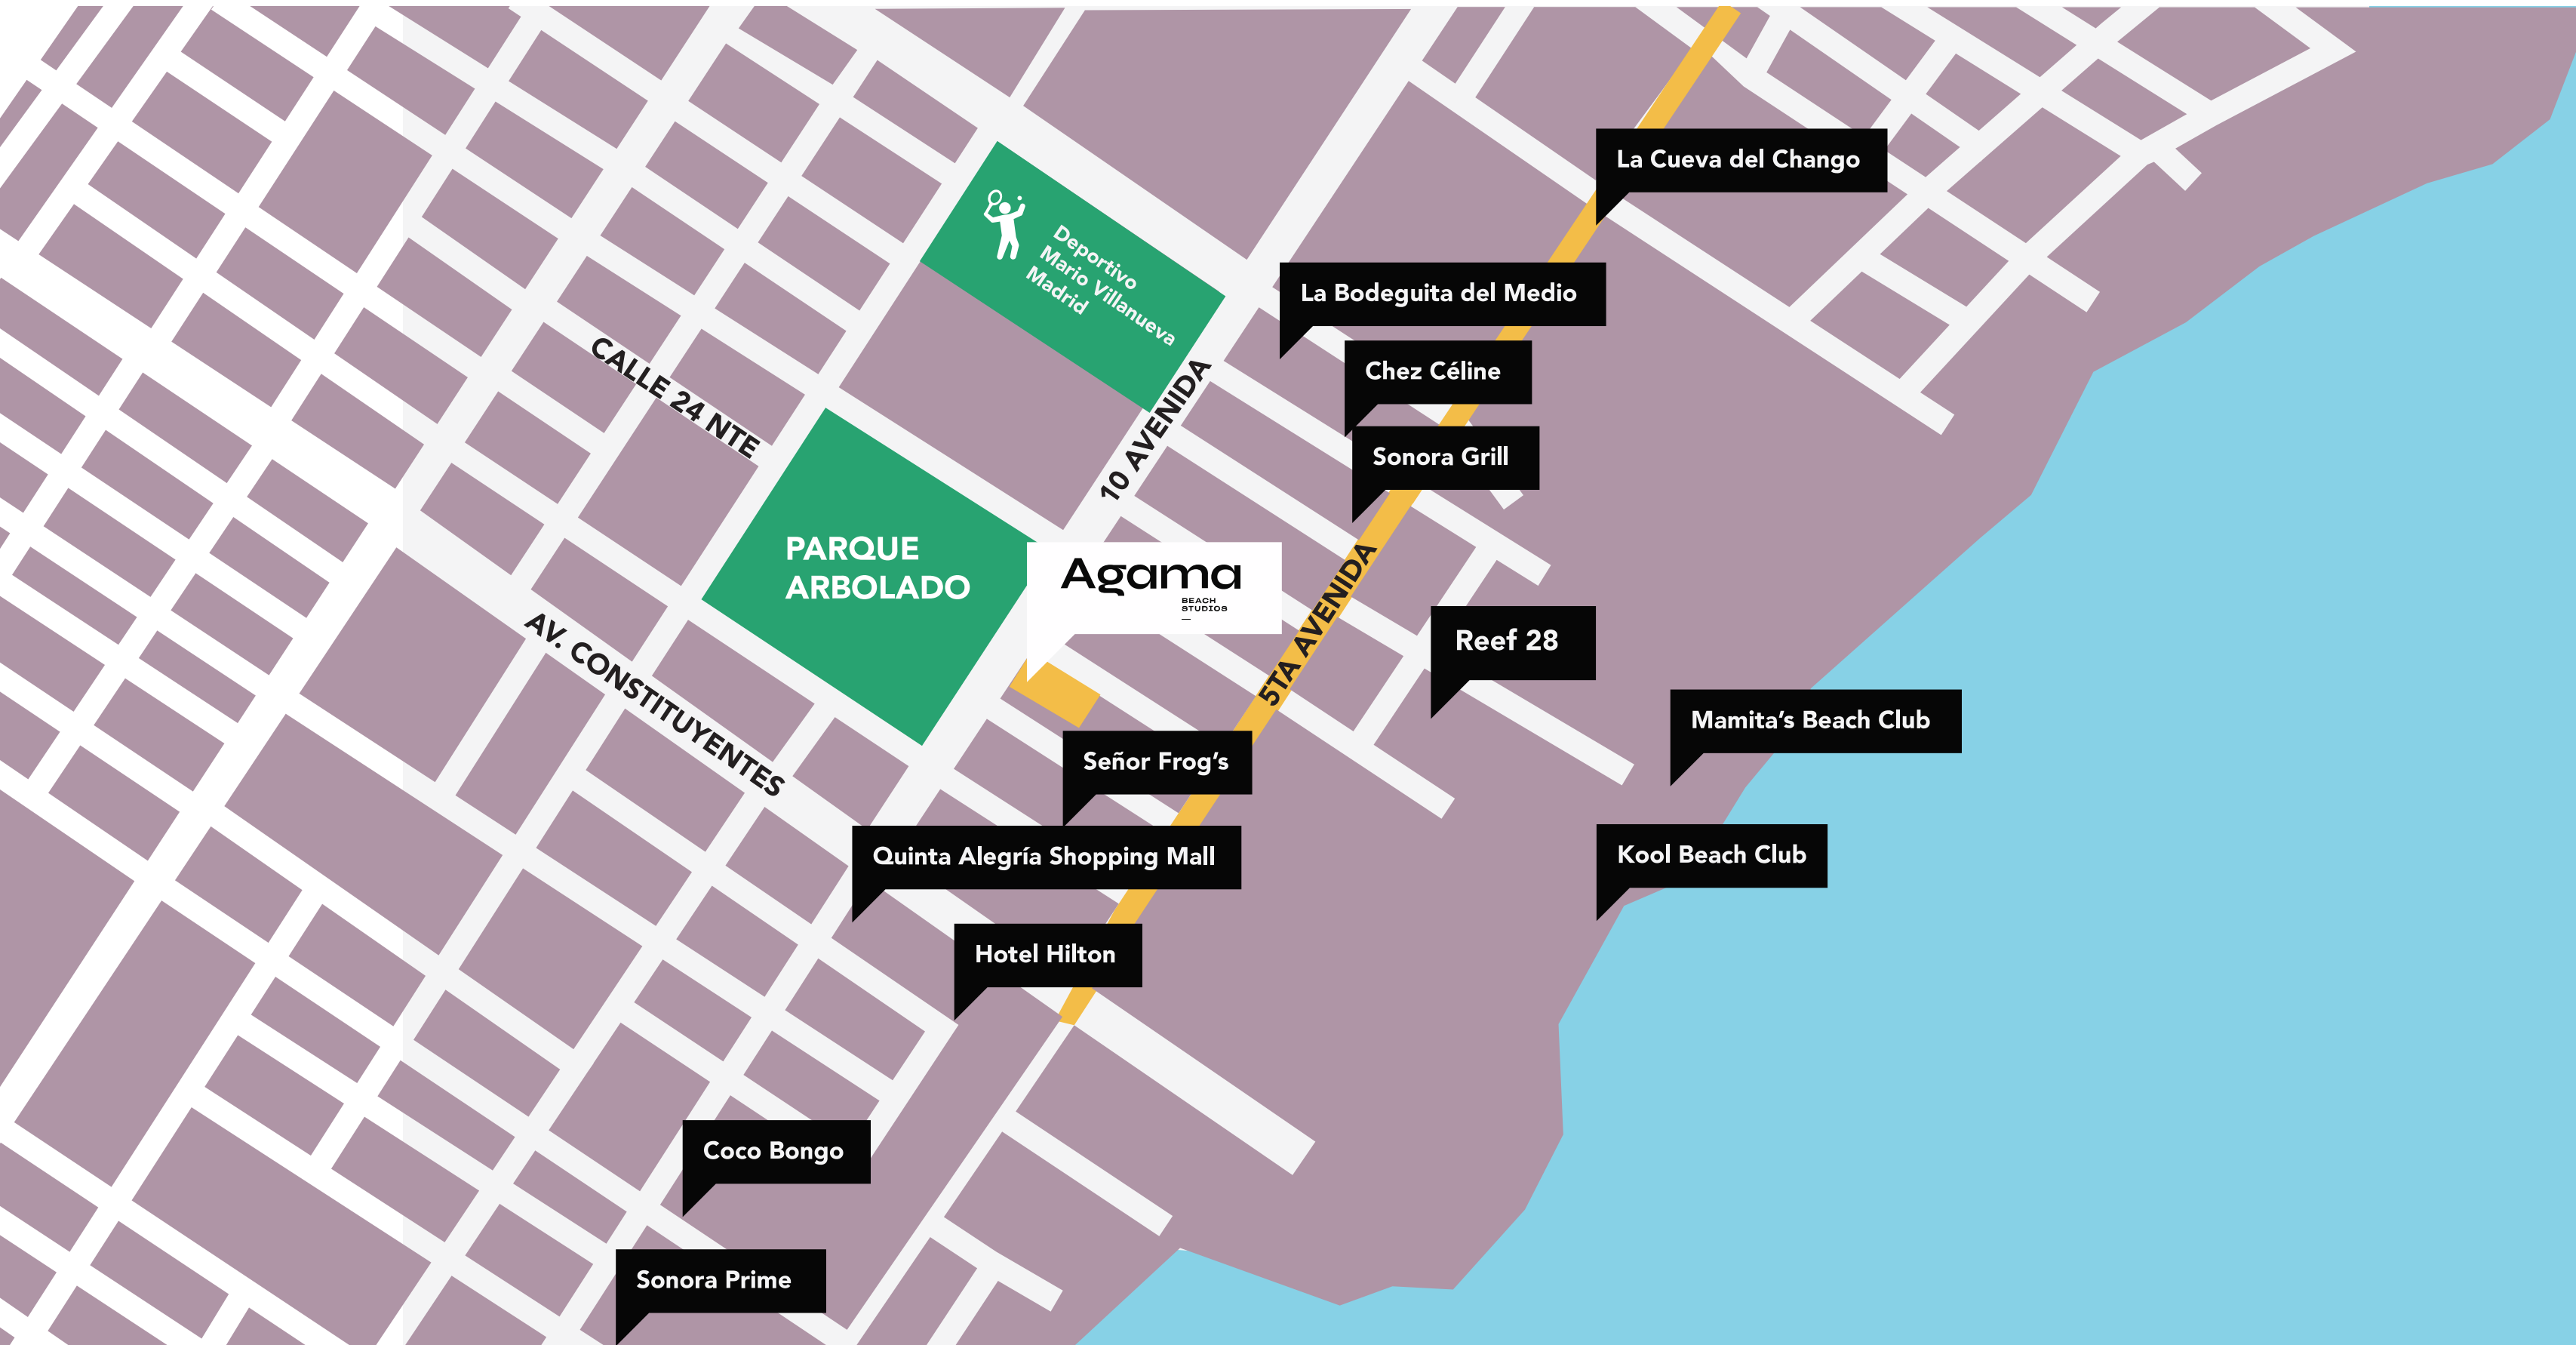 La Cueva del Chango
Deportivo
Mario Villanueva
Madrid
La Bodeguita del Medio
CALLE 24 NTE
10 AVENIDA
Chez Céline
Sonora Grill
PARQUE
ARBOLADO
Agama
BEACH
STUDIOS
5TA AVENIDA
Reef 28
AV. CONSTITUYENTES
Mamita’s Beach Club
Señor Frog’s
Quinta Alegría Shopping Mall
Kool Beach Club
Hotel Hilton
Coco Bongo
Sonora Prime